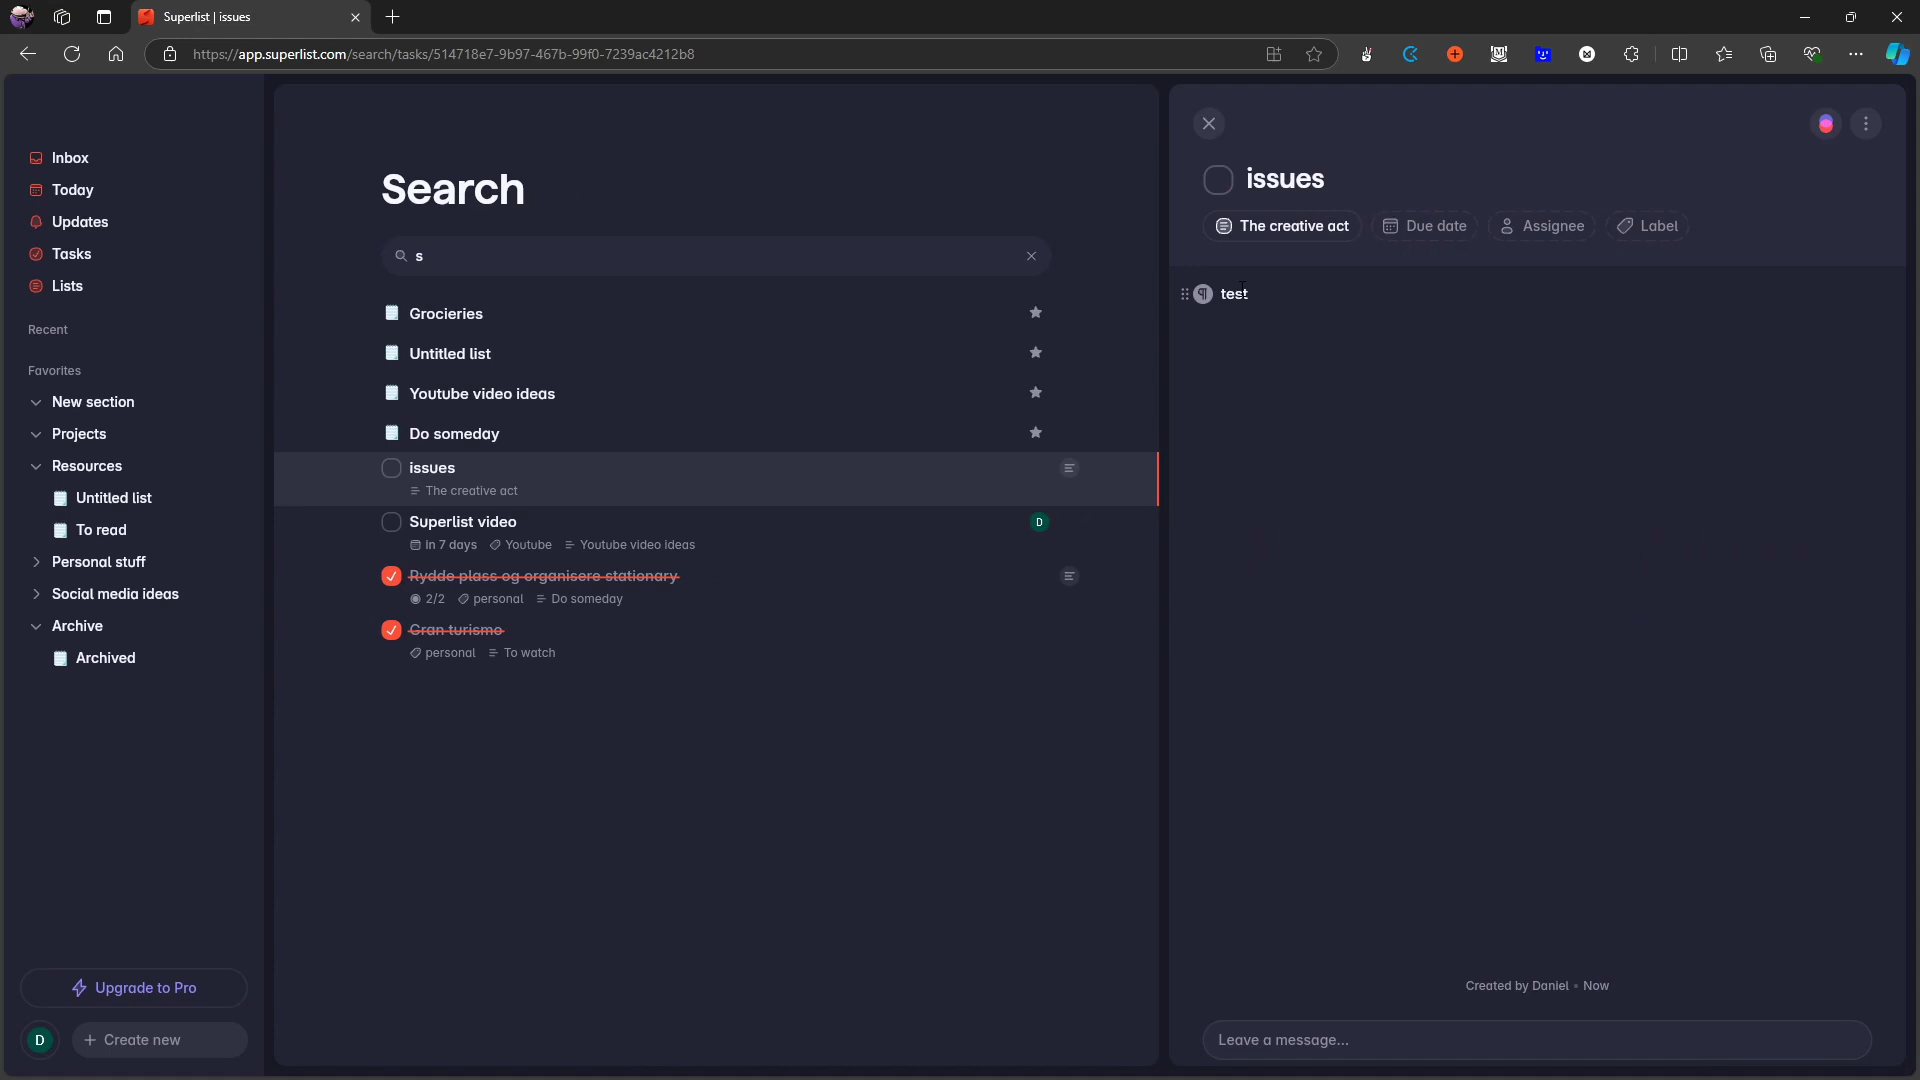 Superlist | issues
https://app.superlist.com/search/tasks/514718e7-9b97-467b-99f0-7239ac4212b8
Inbox
Today
Updates
Tasks
Lists
Recent
Favorites
New section
Projects
Resources
Untitled list
To read
Personal stuff
Social media ideas
Archive
Archived
Upgrade to Pro
D
+ Create new
Search
s
Grocieries
Untitled list
Youtube video ideas
Do someday
issues
The creative act
Superlist video
D
in 7 days Youtube Youtube video ideas
Rydde plass og organisere stationary
2/2 personal Do someday
Gran turismo
personal To watch
issues
The creative act Due date Assignee Label
¶ test
Created by Daniel • Now
Leave a message...